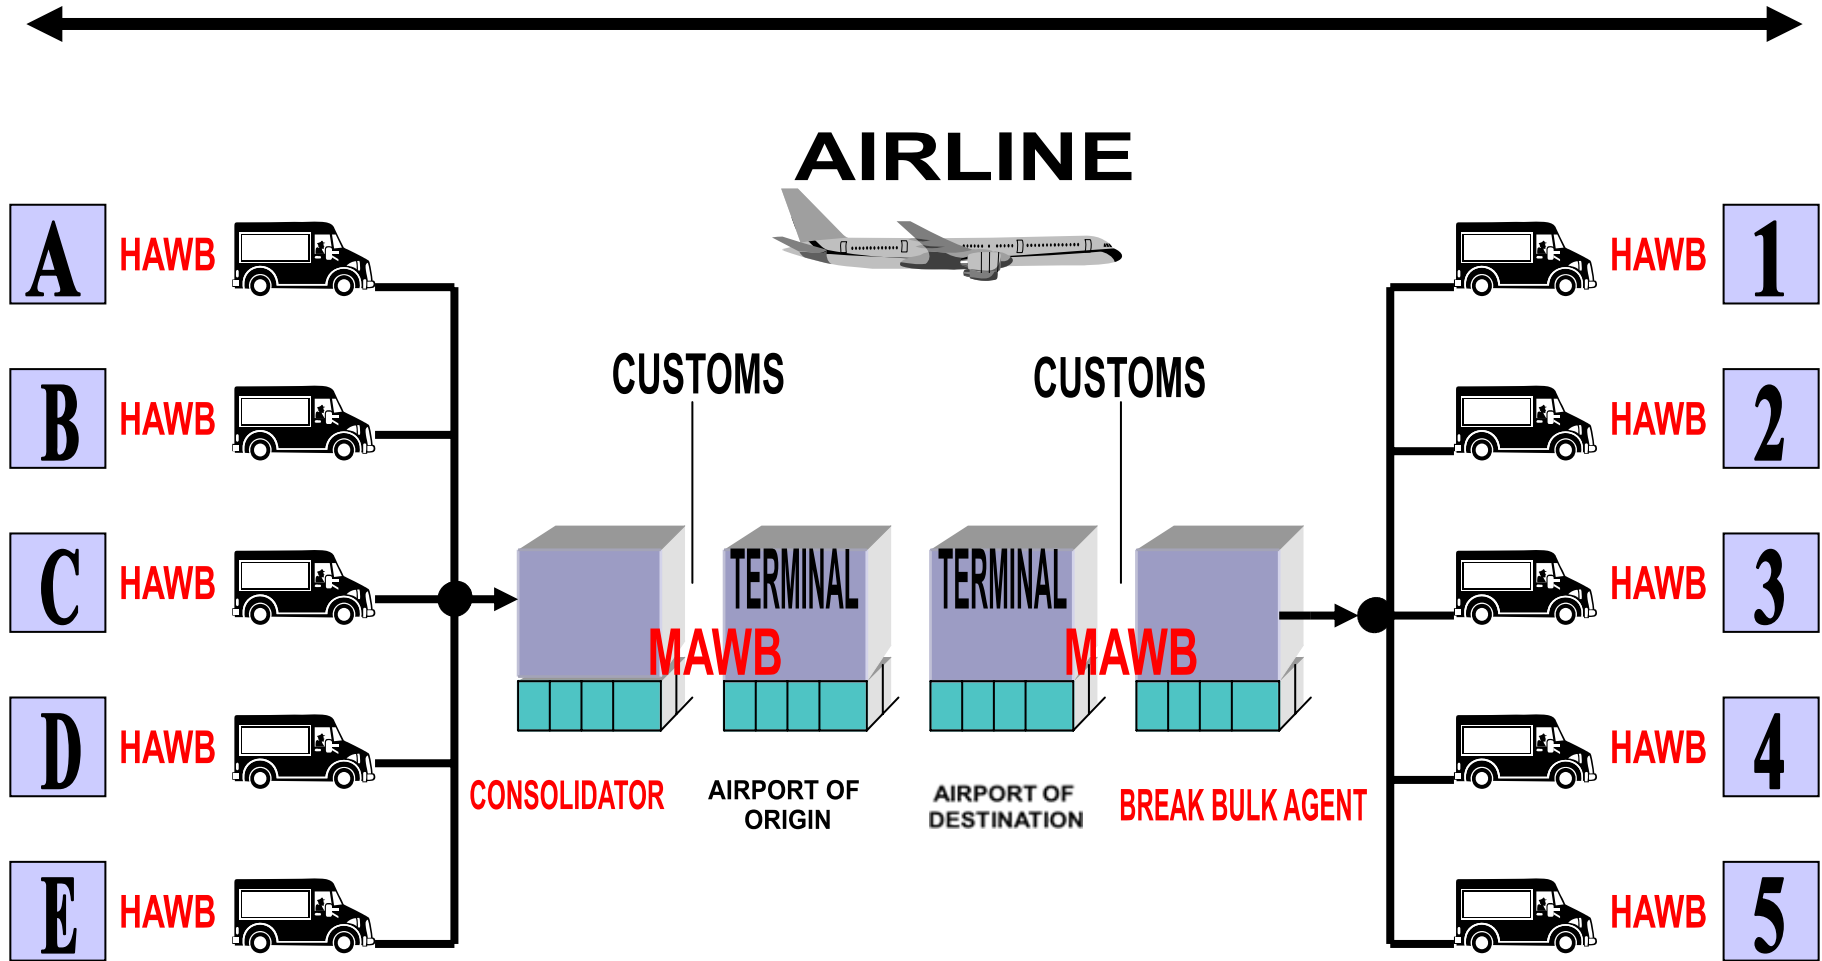 AIRLINE
A HAWB HAWB 1
CUSTOMS CUSTOMS
B HAWB HAWB 2
C HAWB HAWB 3
TERMINAL TERMINAL
MAWB MAWB
D HAWB HAWB 4
CONSOLIDATOR
AIRPORT OF
ORIGIN
AIRPORT OF
DESTINATION
BREAK BULK AGENT
E HAWB HAWB 5